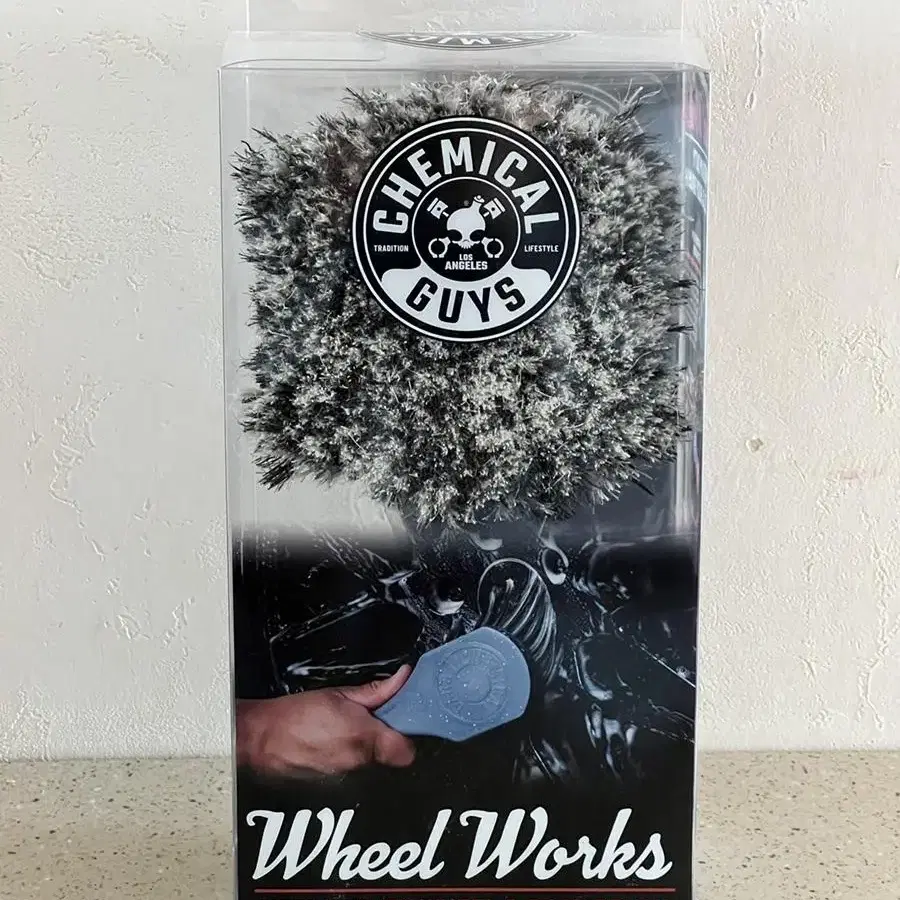 CHEMICAL
TRADITION
LIFESTYLE
LOS
ANGELES
GUYS
Wheel Works